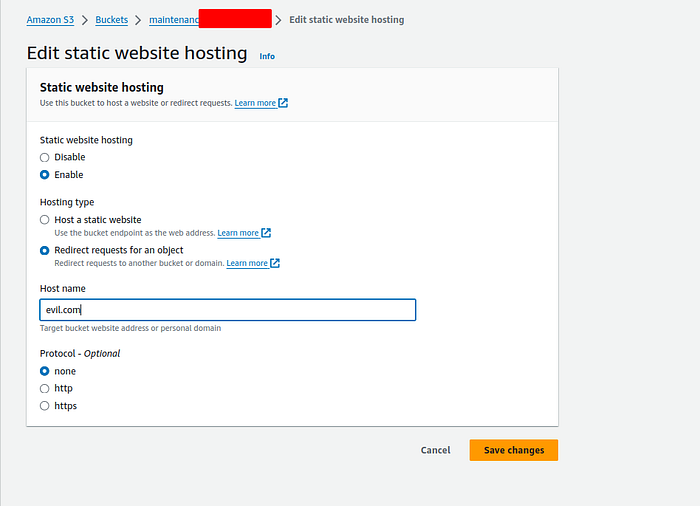 Amazon S3 > Buckets > maintenanc > Edit static website hosting
Edit static website hosting Info
Static website hosting
Use this bucket to host a website or redirect requests. Learn more
Static website hosting
Disable
Enable
Hosting type
Host a static website
Use the bucket endpoint as the web address. Learn more
Redirect requests for an object
Redirect requests to another bucket or domain. Learn more
Host name
evil.com
Target bucket website address or personal domain
Protocol - Optional
none
http
https
Cancel Save changes